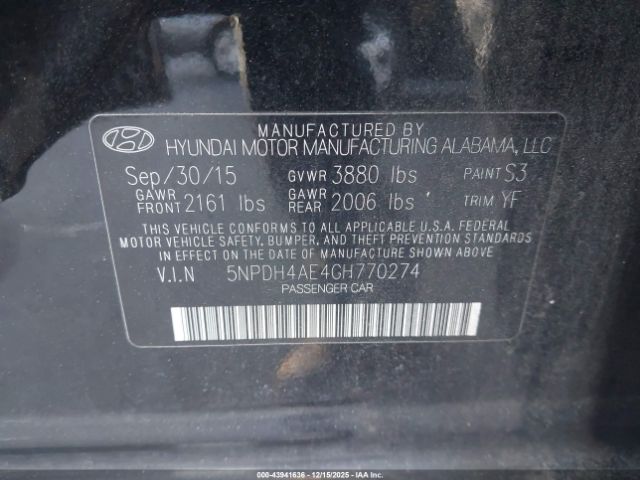 MANUFACTURED BY
HYUNDAI MOTOR MANUFACTURING ALABAMA, LLC
Sep/30/15 GVWR 3880 lbs PAINT S3
GAWR FRONT 2161 lbs GAWR REAR 2006 lbs TRIM YF
THIS VEHICLE CONFORMS TO ALL APPLICABLE U.S.A. FEDERAL
MOTOR VEHICLE SAFETY, BUMPER, AND THEFT PREVENTION STANDARDS
IN EFFECT ON THE DATE OF MANUFACTURE SHOWN ABOVE.
V.I.N 5NPDH4AE4GH770274
PASSENGER CAR
000-43941636 - 12/15/2025 - IAAI.COM